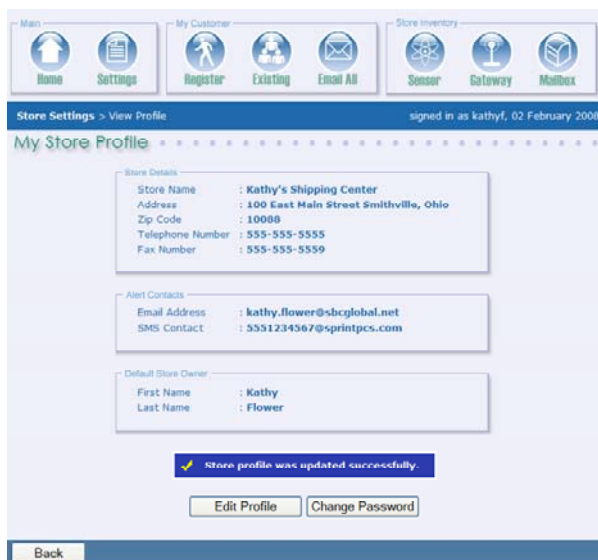 Main
My Customer
Store Inventory
Home
Settings
Register
Existing
Email All
Sensor
Gateway
Mailbox
Store Settings > View Profile
signed in as kathyf, 02 February 2008
My Store Profile
Store Details
Store Name : Kathy's Shipping Center
Address : 100 East Main Street Smithville, Ohio
Zip Code : 10088
Telephone Number : 555-555-5555
Fax Number : 555-555-5559
Alert Contacts
Email Address : kathy.flower@sbcglobal.net
SMS Contact : 5551234567@sprintpcs.com
Default Store Owner
First Name : Kathy
Last Name : Flower
Store profile was updated successfully.
Edit Profile
Change Password
Back